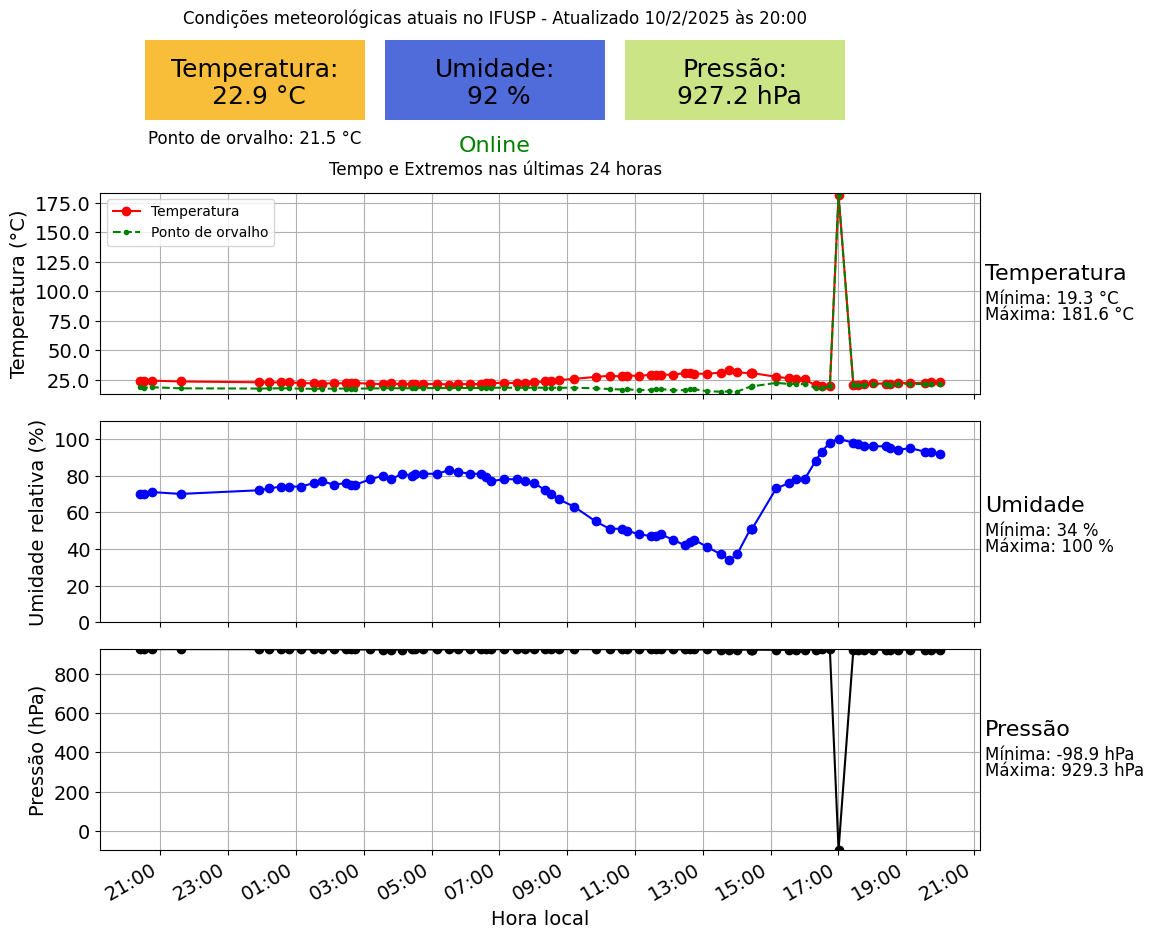 Condições meteorológicas atuais no IFUSP - Atualizado 10/2/2025 às 20:00
Temperatura:
22.9 °C
Umidade:
92 %
Pressão:
927.2 hPa
Ponto de orvalho: 21.5 °C
Online
Tempo e Extremos nas últimas 24 horas
Temperatura (°C)
175.0
150.0
125.0
100.0
75.0
50.0
25.0
Temperatura
Ponto de orvalho
Temperatura
Mínima: 19.3 °C
Máxima: 181.6 °C
Umidade relativa (%)
100
80
60
40
20
0
Umidade
Mínima: 34 %
Máxima: 100 %
Pressão (hPa)
800
600
400
200
0
Pressão
Mínima: -98.9 hPa
Máxima: 929.3 hPa
21:00
23:00
01:00
03:00
05:00
07:00
09:00
11:00
13:00
15:00
17:00
19:00
21:00
Hora local